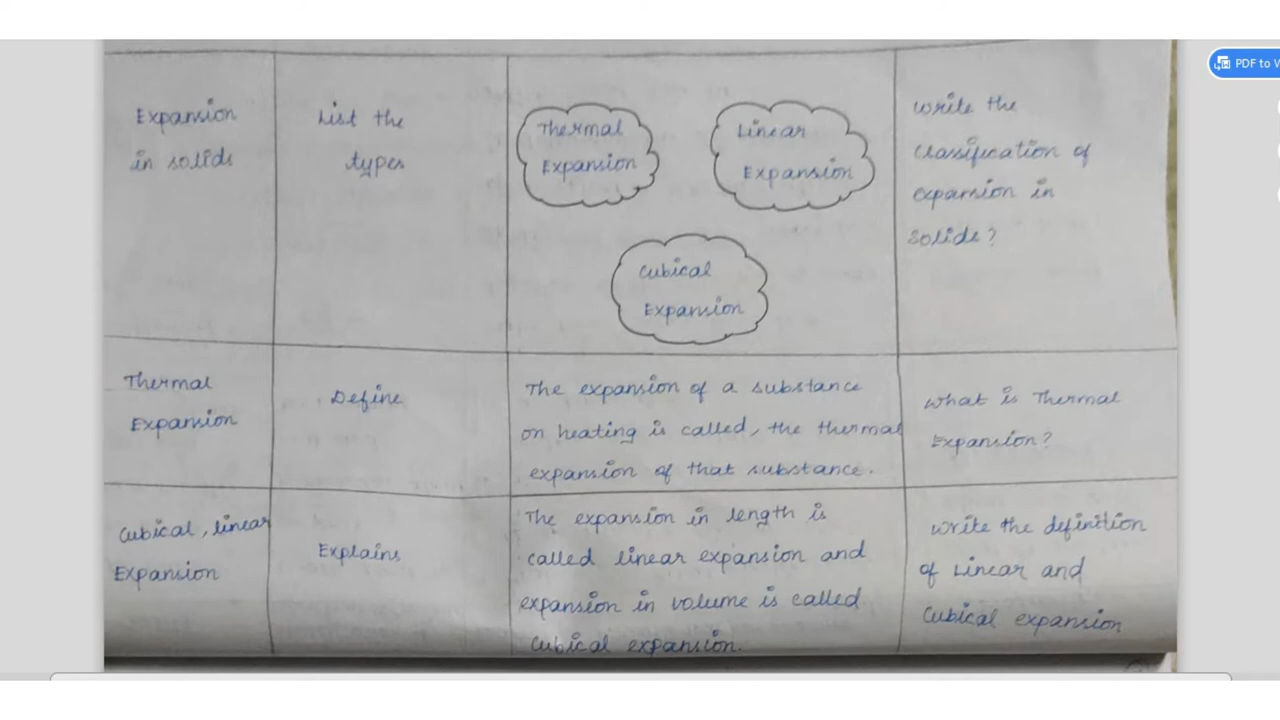 Expansion
in solids
List the
types
Thermal
Expansion
Linear
Expansion
Cubical
Expansion
Write the
classification of
expansion in
solids?
Thermal
Expansion
Define
The expansion of a substance
on heating is called, the thermal
expansion of that substance.
What is Thermal
Expansion?
Cubical, linear
Expansion
Explains
The expansion in length is
called linear expansion and
expansion in volume is called
cubical expansion.
Write the definition
of Linear and
Cubical expansion
PDF to